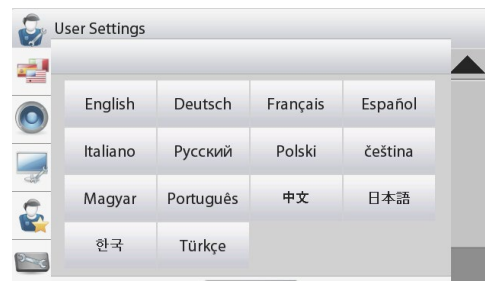 User Settings
English Deutsch Français Español
Italiano Русский Polski čeština
Magyar Português 中文 日本語
한국 Türkçe